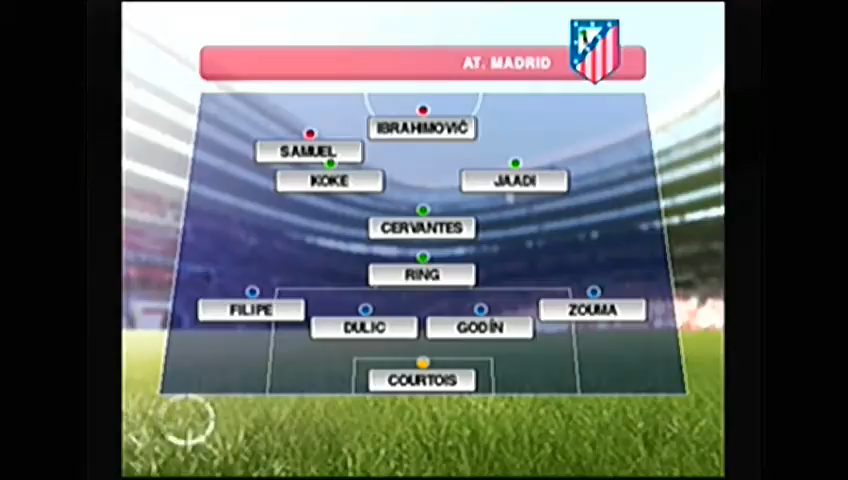 AT. MADRID
IBRAHIMOVIĆ
SAMUEL
KOKE
JAADI
CERVANTES
RING
FILIPE
ZOUMA
DULIC
GODÍN
COURTOIS